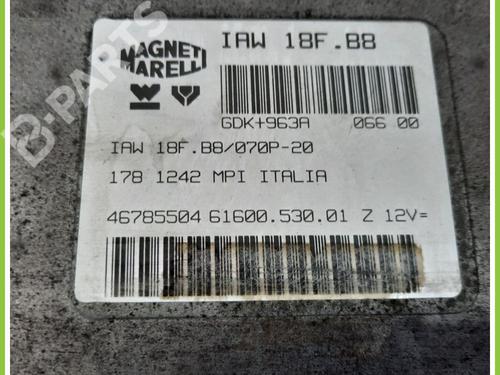 MAGNETI
MARELLI
IAW 18F.B8
GDK+963A 066 00
IAW 18F.B8/070P-20
178 1242 MPI ITALIA
46785504 61600.530.01 Z 12V=
B-PARTS